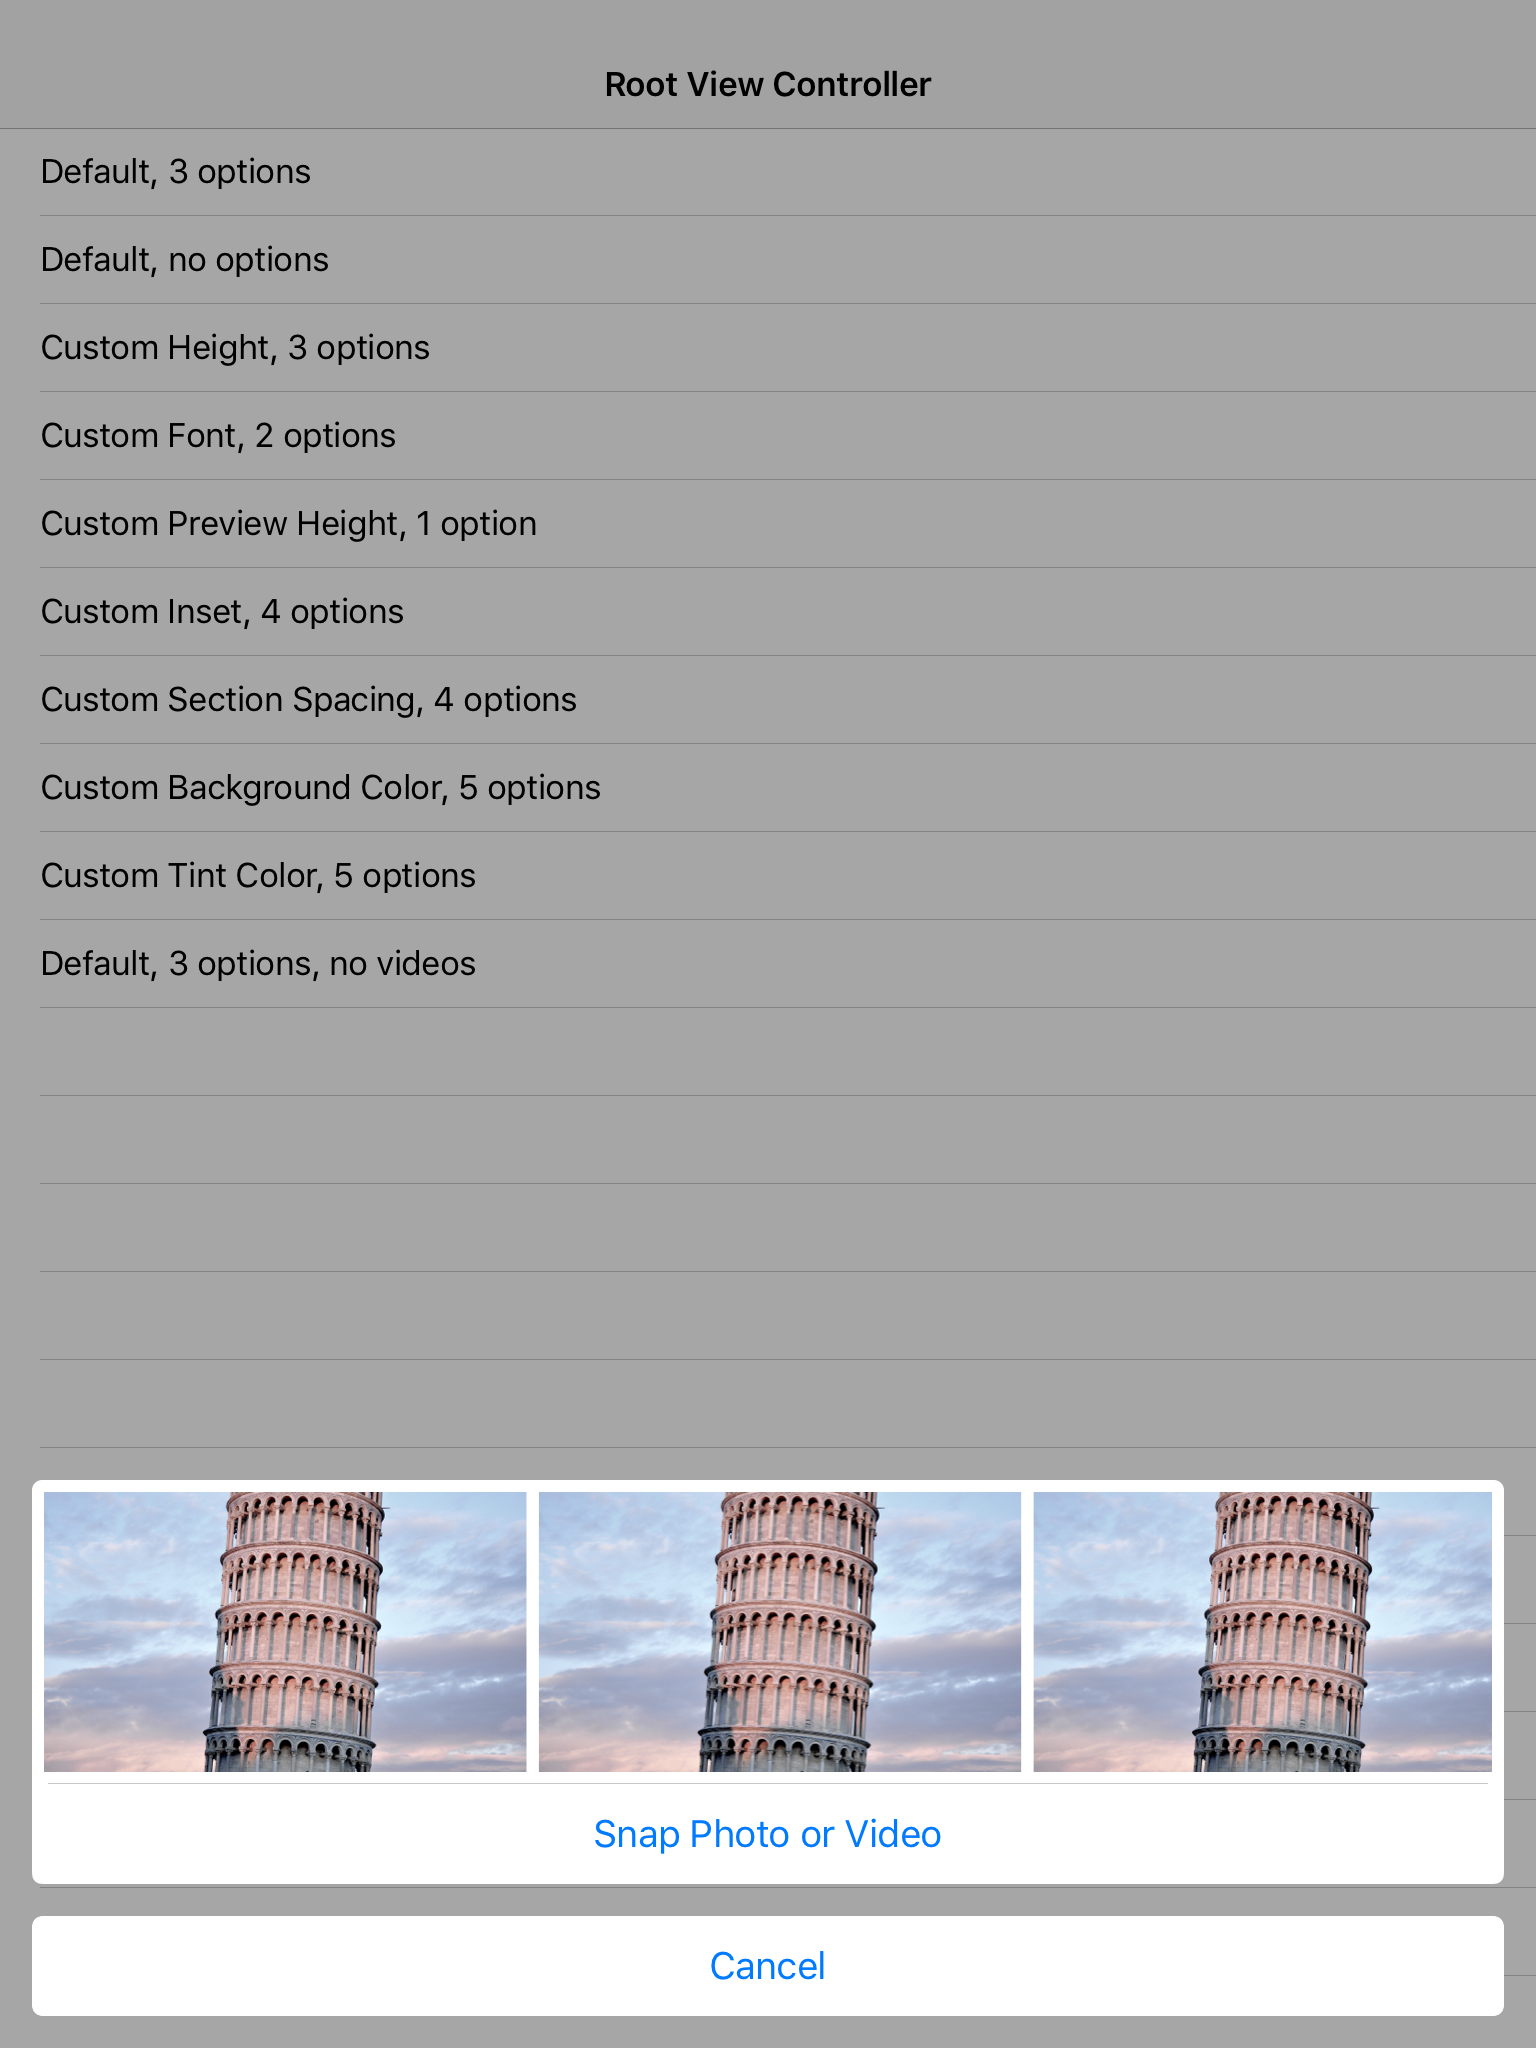 Root View Controller
Default, 3 options
Default, no options
Custom Height, 3 options
Custom Font, 2 options
Custom Preview Height, 1 option
Custom Inset, 4 options
Custom Section Spacing, 4 options
Custom Background Color, 5 options
Custom Tint Color, 5 options
Default, 3 options, no videos
Snap Photo or Video
Cancel